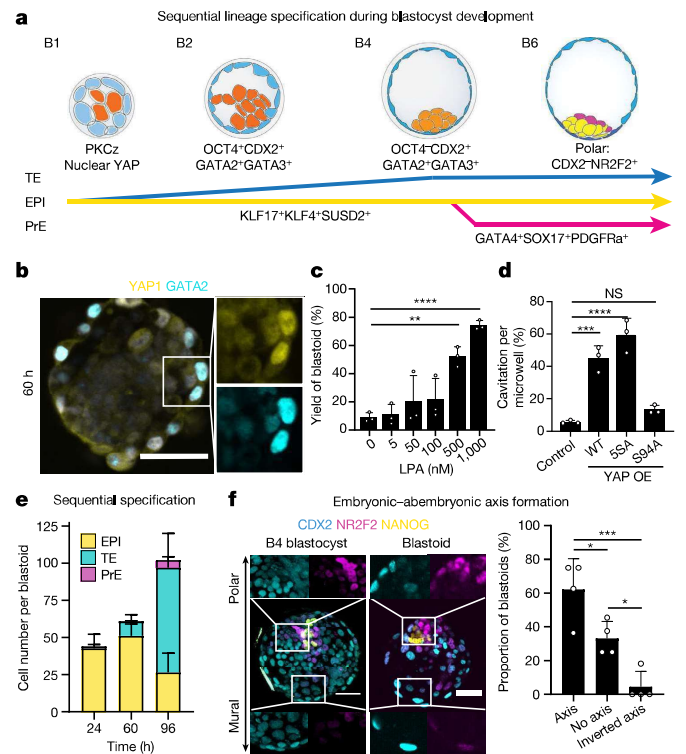 a
Sequential lineage specification during blastocyst development
B1
B2
B4
B6
PKCz
Nuclear YAP
OCT4⁺CDX2⁺
GATA2⁺GATA3⁺
OCT4⁻CDX2⁺
GATA2⁺GATA3⁺
Polar:
CDX2⁻NR2F2⁺
TE
EPI
PrE
KLF17⁺KLF4⁺SUSD2⁺
GATA4⁺SOX17⁺PDGFRa⁺
b
YAP1 GATA2
60 h
c
Yield of blastoid (%)
100
80
60
40
20
0
****
**
0
5
50
100
500
1,000
LPA (nM)
d
Cavitation per
microwell (%)
80
60
40
20
0
NS
****
***
Control
WT
5SA
S94A
YAP OE
e
Sequential specification
Cell number per blastoid
125
100
75
50
25
0
EPI
TE
PrE
24
60
96
Time (h)
f
Embryonic–abembryonic axis formation
CDX2 NR2F2 NANOG
B4 blastocyst
Blastoid
Polar
Mural
Proportion of blastoids (%)
100
80
60
40
20
0
***
*
*
Axis
No axis
Inverted axis